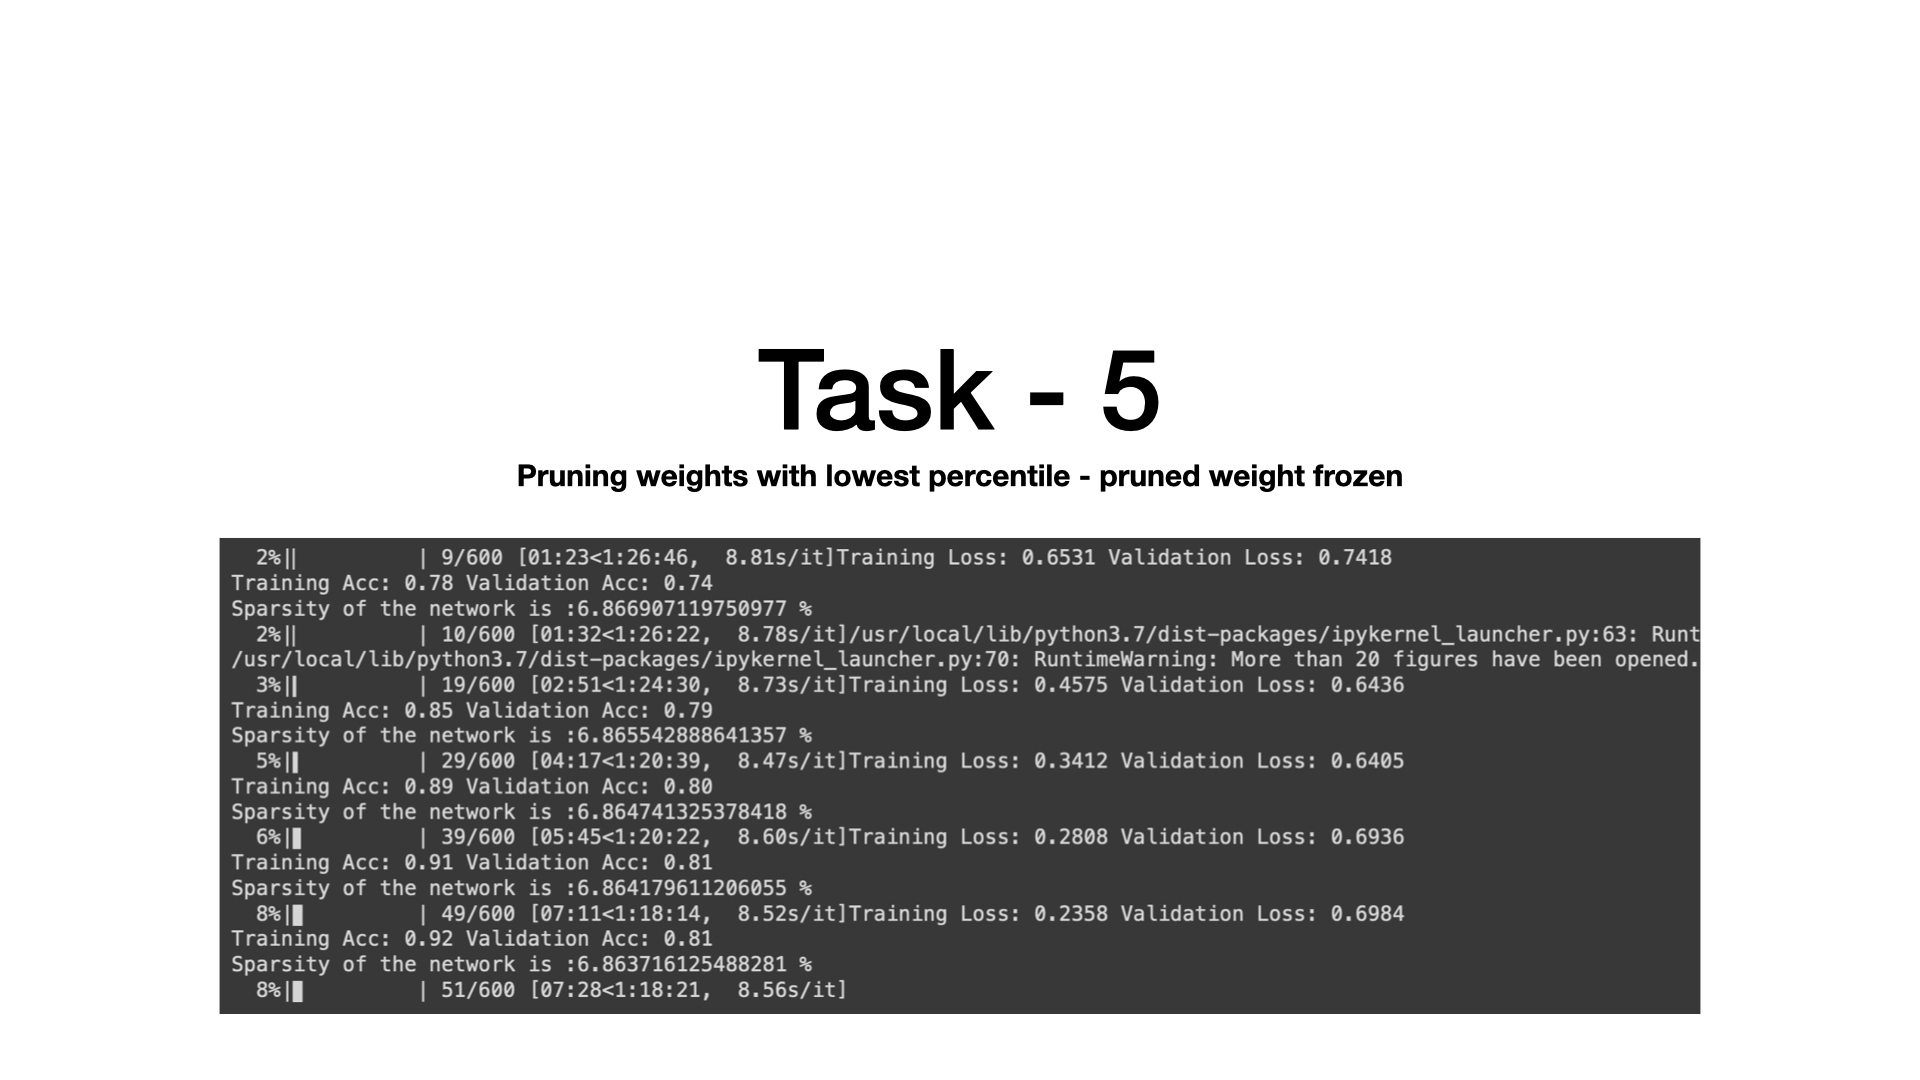 Task - 5
Pruning weights with lowest percentile - pruned weight frozen
2%|| | 9/600 [01:23<1:26:46, 8.81s/it]Training Loss: 0.6531 Validation Loss: 0.7418
Training Acc: 0.78 Validation Acc: 0.74
Sparsity of the network is :6.866907119750977 %
2%|| | 10/600 [01:32<1:26:22, 8.78s/it]/usr/local/lib/python3.7/dist-packages/ipykernel_launcher.py:63: Runt
/usr/local/lib/python3.7/dist-packages/ipykernel_launcher.py:70: RuntimeWarning: More than 20 figures have been opened.
3%|▎ | 19/600 [02:51<1:24:30, 8.73s/it]Training Loss: 0.4575 Validation Loss: 0.6436
Training Acc: 0.85 Validation Acc: 0.79
Sparsity of the network is :6.865542888641357 %
5%|▍ | 29/600 [04:17<1:20:39, 8.47s/it]Training Loss: 0.3412 Validation Loss: 0.6405
Training Acc: 0.89 Validation Acc: 0.80
Sparsity of the network is :6.864741325378418 %
6%|▋ | 39/600 [05:45<1:20:22, 8.60s/it]Training Loss: 0.2808 Validation Loss: 0.6936
Training Acc: 0.91 Validation Acc: 0.81
Sparsity of the network is :6.864179611206055 %
8%|▊ | 49/600 [07:11<1:18:14, 8.52s/it]Training Loss: 0.2358 Validation Loss: 0.6984
Training Acc: 0.92 Validation Acc: 0.81
Sparsity of the network is :6.863716125488281 %
8%|▊ | 51/600 [07:28<1:18:21, 8.56s/it]